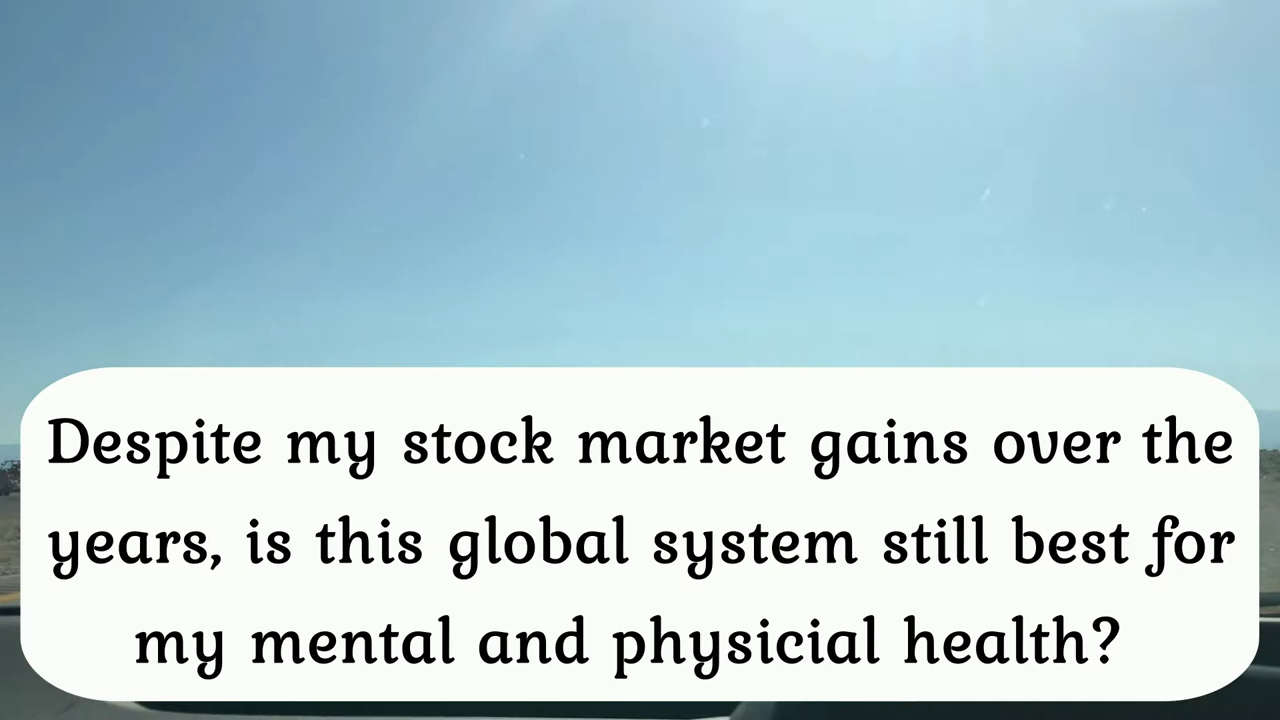 Despite my stock market gains over the
years, is this global system still best for
my mental and physicial health?